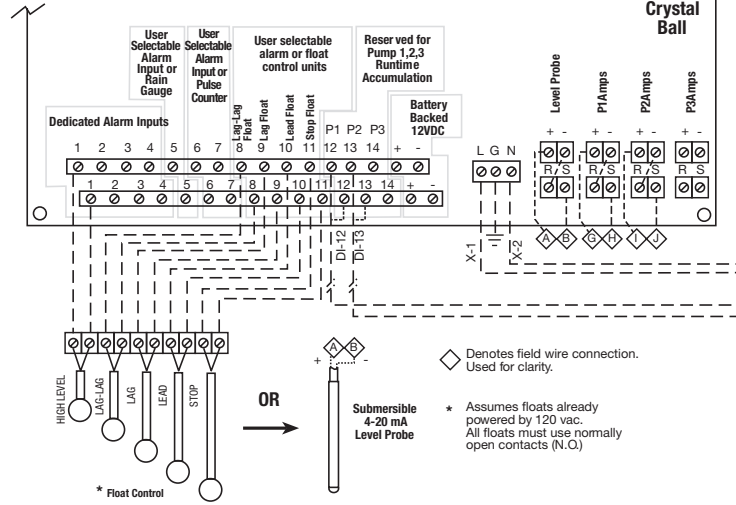 Crystal
Ball
User
Selectable
Alarm
Input or
Rain
Gauge
User
Selectable
Alarm
Input or
Pulse
Counter
User selectable
alarm or float
control units
Reserved for
Pump 1,2,3
Runtime
Accumulation
Battery
Backed
12VDC
Dedicated Alarm Inputs
Lag-Lag
Float
Lag Float
Lead Float
Stop Float
P1 P2 P3
1 2 3 4 5 6 7 8 9 10 11 12 13 14 + -
1 2 3 4 5 6 7 8 9 10 11 12 13 14 + -
L G N
Level Probe
P1Amps
P2Amps
P3Amps
+ - + - + - + -
R S R S R S R S
A B G H I J
DI-12
DI-13
X-1
X-2
HIGH LEVEL
LAG-LAG
LAG
LEAD
STOP
* Float Control
OR
A B
+ -
Submersible
4-20 mA
Level Probe
Denotes field wire connection.
Used for clarity.
* Assumes floats already
powered by 120 vac.
All floats must use normally
open contacts (N.O.)